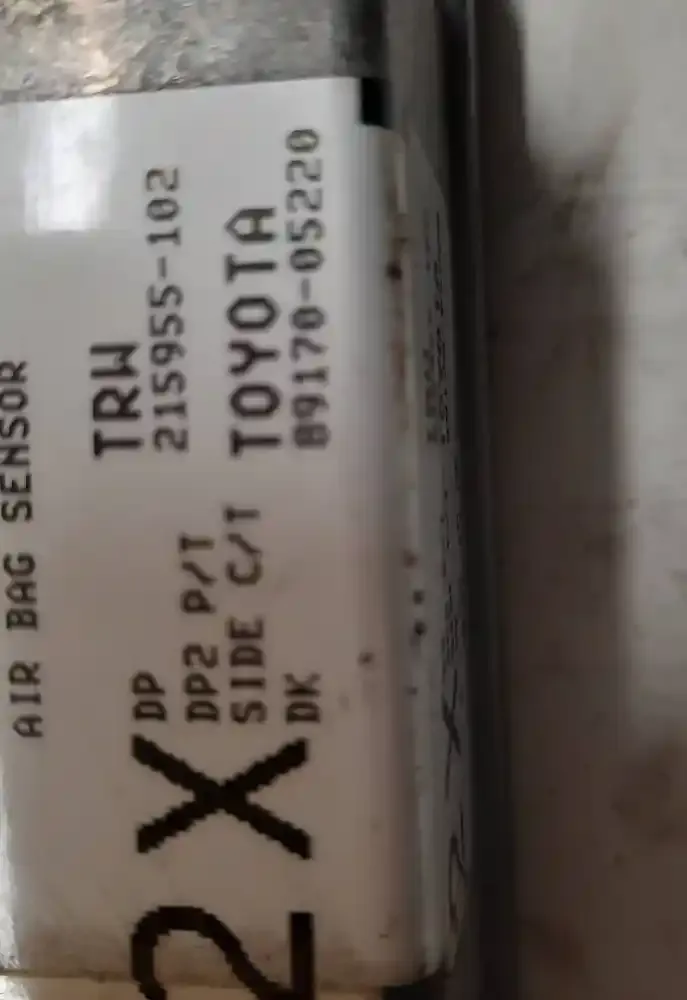 AIR BAG SENSOR
TRW
215955-102
TOYOTA
89170-05220
2X
DP
DP2 P/T
SIDE C/T
DK